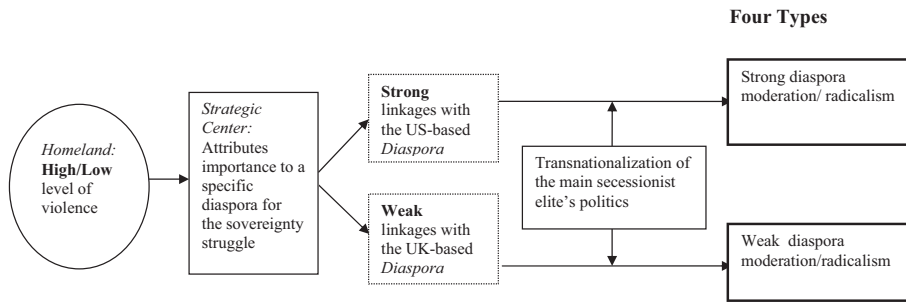 Four Types
Homeland:
High/Low
level of
violence
Strategic
Center:
Attributes
importance to a
specific
diaspora for
the sovereignty
struggle
Strong
linkages with
the US-based
Diaspora
Weak
linkages with
the UK-based
Diaspora
Transnationalization of
the main secessionist
elite's politics
Strong diaspora
moderation/ radicalism
Weak diaspora
moderation/radicalism